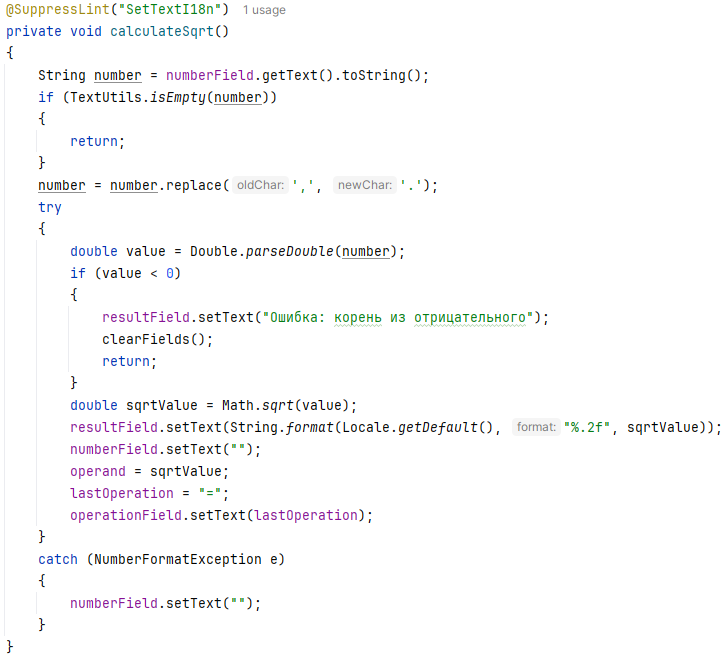 @SuppressLint("SetTextI18n") 1 usage
private void calculateSqrt()
{
    String number = numberField.getText().toString();
    if (TextUtils.isEmpty(number))
    {
        return;
    }
    number = number.replace( oldChar: ',', newChar: '.');
    try
    {
        double value = Double.parseDouble(number);
        if (value < 0)
        {
            resultField.setText("Ошибка: корень из отрицательного");
            clearFields();
            return;
        }
        double sqrtValue = Math.sqrt(value);
        resultField.setText(String.format(Locale.getDefault(), format: "%.2f", sqrtValue));
        numberField.setText("");
        operand = sqrtValue;
        lastOperation = "=";
        operationField.setText(lastOperation);
    }
    catch (NumberFormatException e)
    {
        numberField.setText("");
    }
}